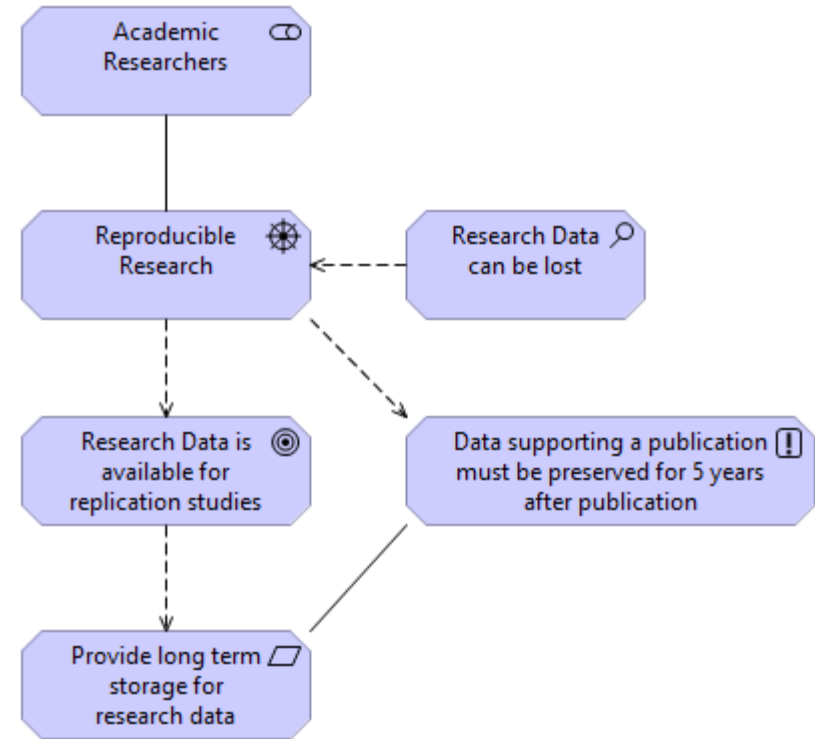 Academic
Researchers
Reproducible
Research
Research Data
can be lost
Research Data is
available for
replication studies
Data supporting a publication
must be preserved for 5 years
after publication
Provide long term
storage for
research data